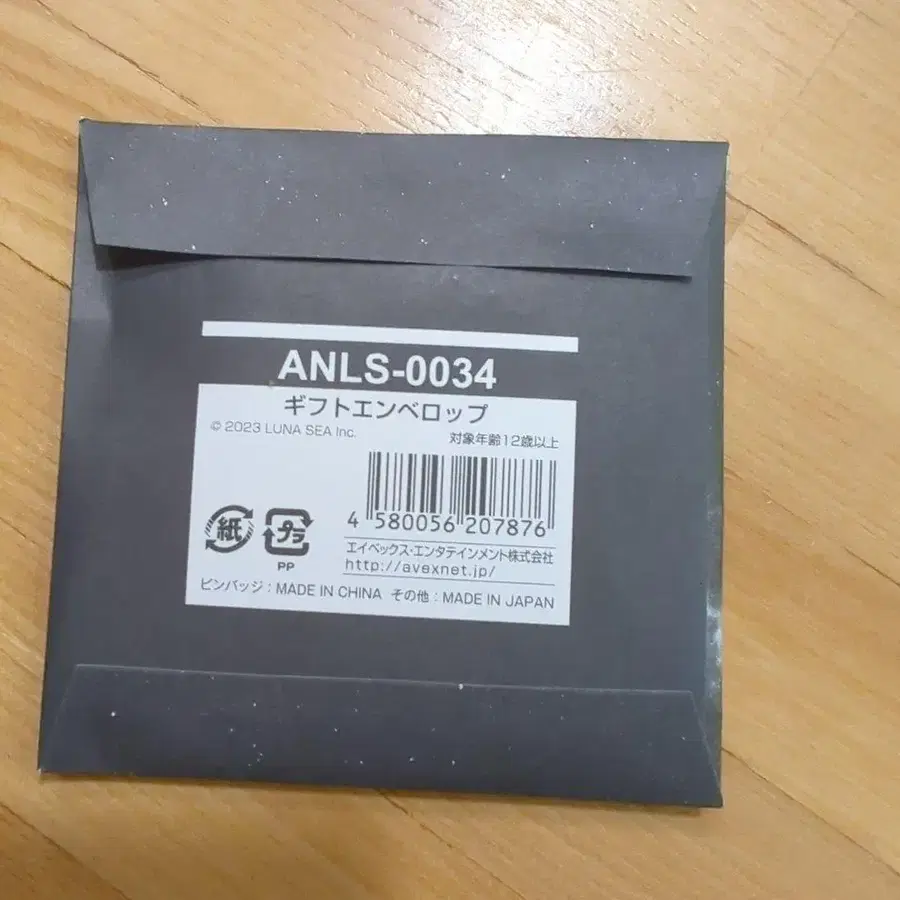 ANLS-0034
ギフトエンベロップ
© 2023 LUNA SEA Inc.
対象年齢12歳以上
4 580056 207876
紙
プラ
PP
エイベックス・エンタテインメント株式会社
http://avexnet.jp/
ピンバッジ：MADE IN CHINA その他：MADE IN JAPAN